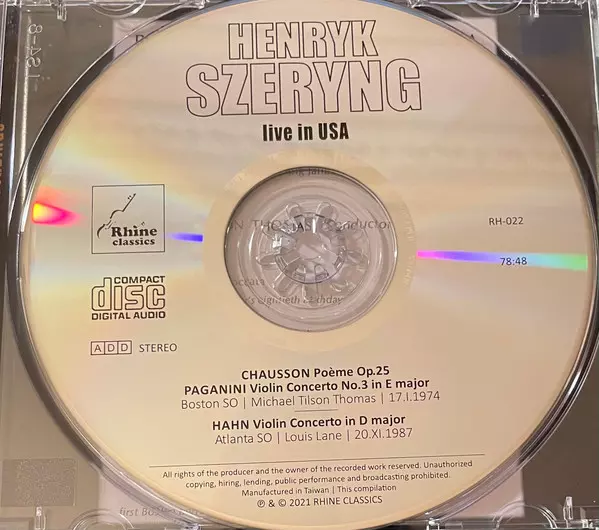 HENRYK
SZERYNG
live in USA
THOMAS
RH-022
Rhine
classics
78:48
COMPACT
disc
DIGITAL AUDIO
ADD STEREO
CHAUSSON Poème Op.25
PAGANINI Violin Concerto No.3 in E major
Boston SO | Michael Tilson Thomas | 17.I.1974
HAHN Violin Concerto in D major
Atlanta SO | Louis Lane | 20.XI.1987
All rights of the producer and the owner of the recorded work reserved. Unauthorized
copying, hiring, lending, public performance and broadcasting prohibited.
Manufactured in Taiwan | This compilation
℗ & © 2021 RHINE CLASSICS
first